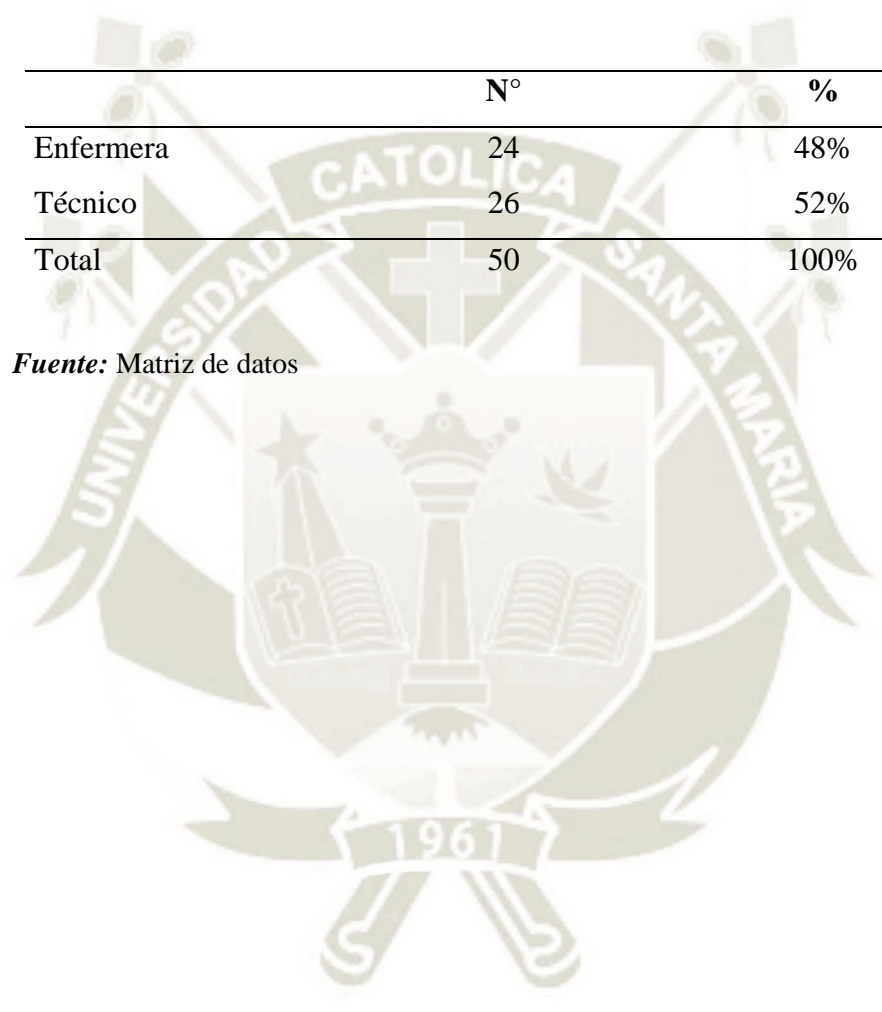 N° %
Enfermera 24 48%
Técnico 26 52%
Total 50 100%
Fuente: Matriz de datos
UNIVERSIDAD CATOLICA SANTA MARIA
1961